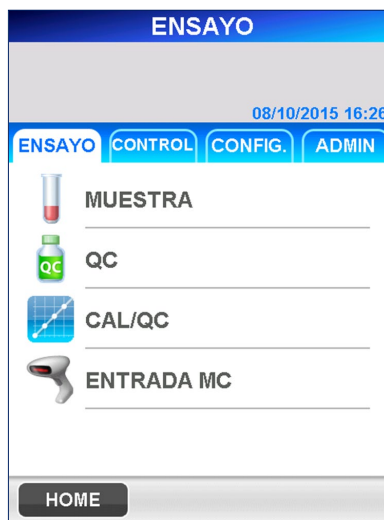 ENSAYO
08/10/2015 16:26
ENSAYO CONTROL CONFIG. ADMIN
MUESTRA
QC QC
CAL/QC
ENTRADA MC
HOME